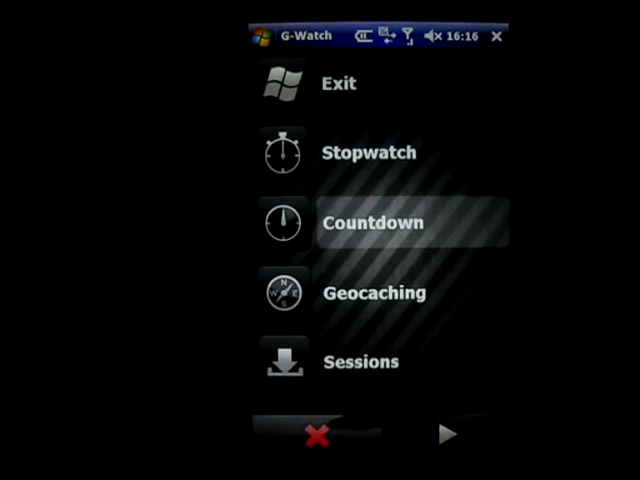 G-Watch 16:16
Exit
Stopwatch
Countdown
Geocaching
N
W E
S
Sessions